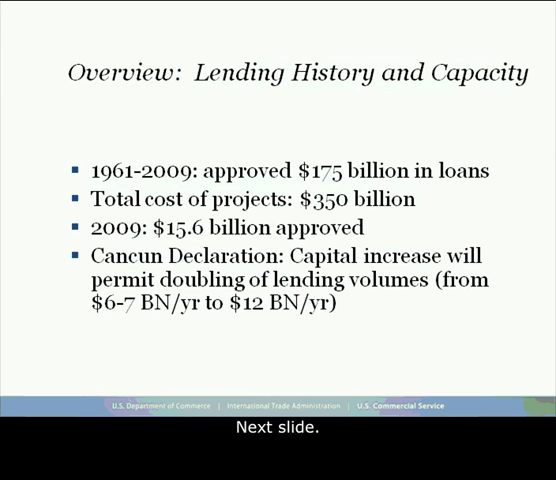 Overview: Lending History and Capacity
▪ 1961-2009: approved $175 billion in loans
▪ Total cost of projects: $350 billion
▪ 2009: $15.6 billion approved
▪ Cancun Declaration: Capital increase will
permit doubling of lending volumes (from
$6-7 BN/yr to $12 BN/yr)
U.S. Department of Commerce | International Trade Administration | U.S. Commercial Service
Next slide.